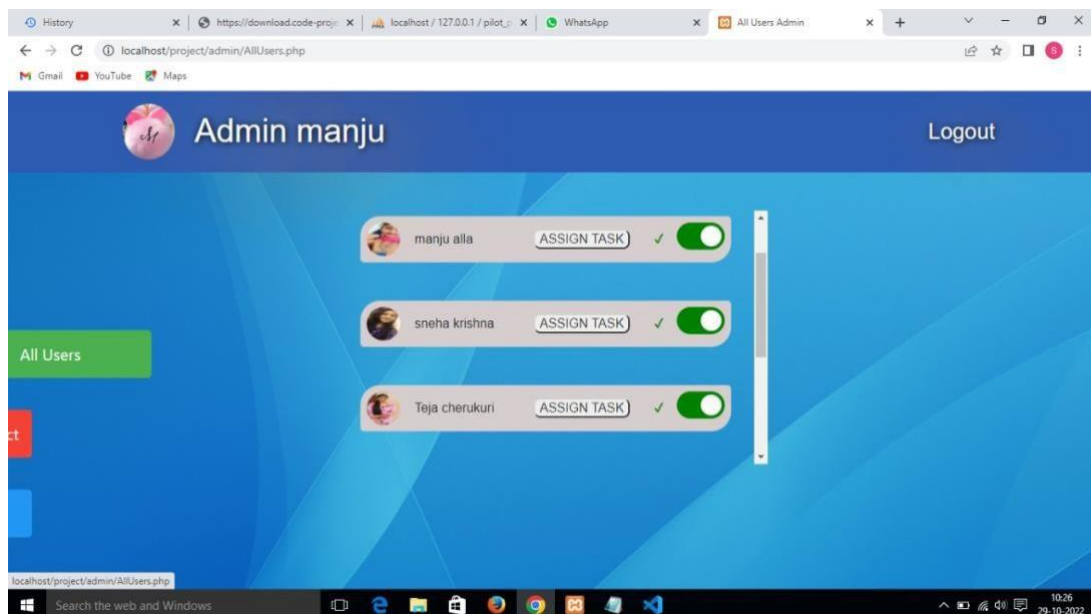 History
https://download.code-proje
localhost / 127.0.0.1 / pilot_p
WhatsApp
All Users Admin
localhost/project/admin/AllUsers.php
S
Gmail YouTube Maps
Admin manju
Logout
manju alla ASSIGN TASK ✓
sneha krishna ASSIGN TASK ✓
All Users
Teja cherukuri ASSIGN TASK ✓
ct
localhost/project/admin/AllUsers.php
Search the web and Windows
10:26
29-10-2022